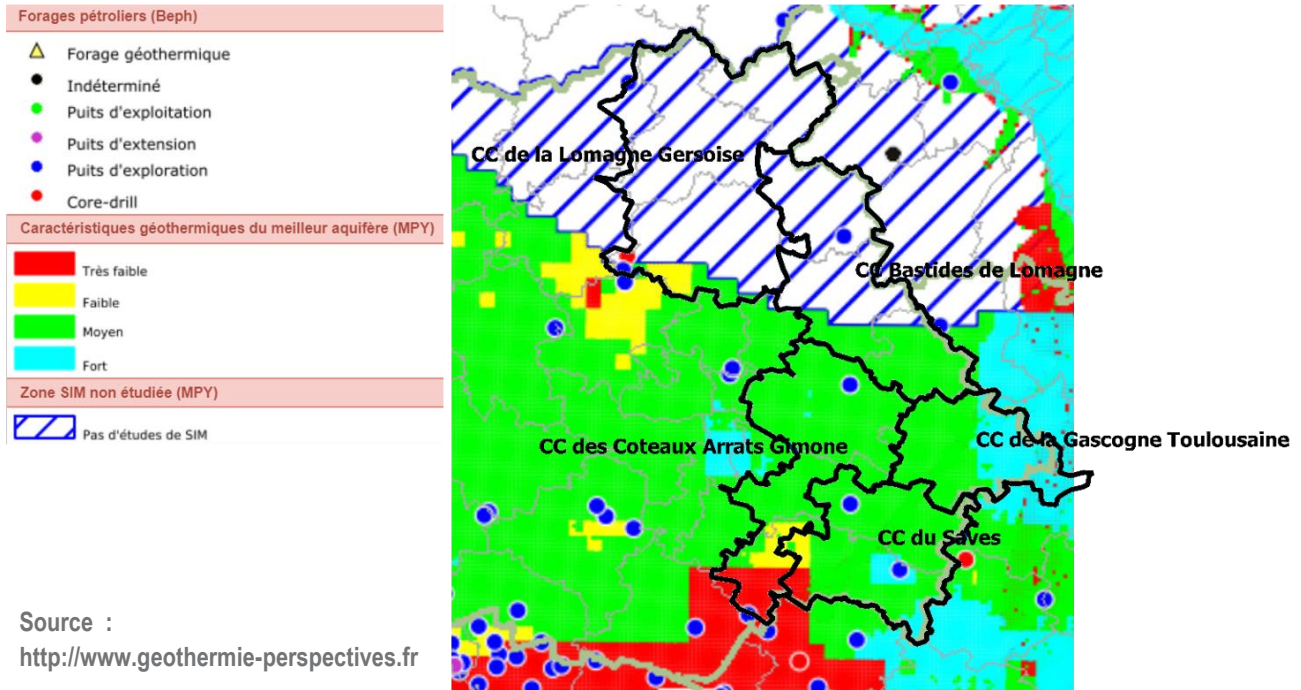 Forages pétroliers (Beph)
Forage géothermique
Indéterminé
Puits d'exploitation
Puits d'extension
Puits d'exploration
Core-drill
Caractéristiques géothermiques du meilleur aquifère (MPY)
Très faible
Faible
Moyen
Fort
Zone SIM non étudiée (MPY)
Pas d'études de SIM
CC de la Lomagne Gersoise
CC Bastides de Lomagne
CC des Coteaux Arrats Gimone
CC de la Gascogne Toulousaine
CC du Saves
Source :
http://www.geothermie-perspectives.fr